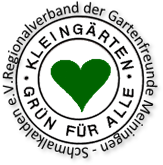 Regionalverband der Gartenfreunde Meiningen - Schmalkalden e.V.
• KLEINGÄRTEN •
GRÜN FÜR ALLE